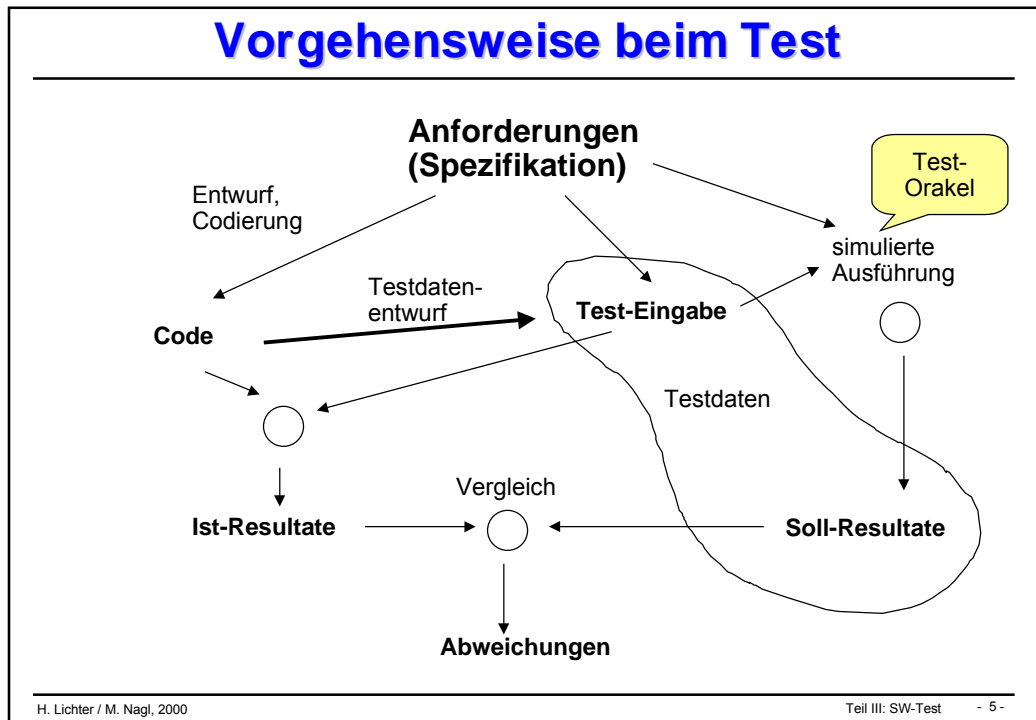 Vorgehensweise beim Test
Anforderungen
(Spezifikation)
Test-
Orakel
Entwurf,
Codierung
simulierte
Ausführung
Testdaten-
entwurf
Test-Eingabe
Code
Testdaten
Vergleich
Ist-Resultate
Soll-Resultate
Abweichungen
H. Lichter / M. Nagl, 2000
Teil III: SW-Test - 5 -